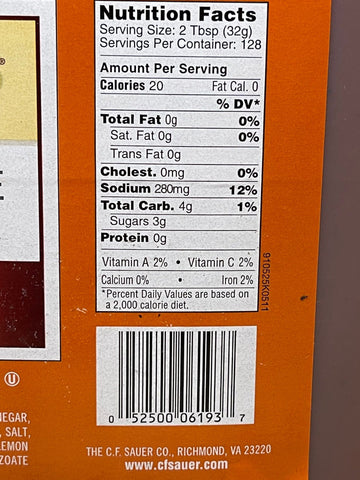 Nutrition Facts
Serving Size: 2 Tbsp (32g)
Servings Per Container: 128
Amount Per Serving
Calories 20 Fat Cal. 0
% DV*
Total Fat 0g 0%
Sat. Fat 0g 0%
Trans Fat 0g
Cholest. 0mg 0%
Sodium 280mg 12%
Total Carb. 4g 1%
Sugars 3g
Protein 0g
Vitamin A 2% • Vitamin C 2%
Calcium 0% • Iron 2%
*Percent Daily Values are based on
a 2,000 calorie diet.
910525K0511
®
U
0 52500 06193 7
NEGAR,
, SALT,
EMON
ZOATE
THE C.F. SAUER CO., RICHMOND, VA 23220
www.cfsauer.com